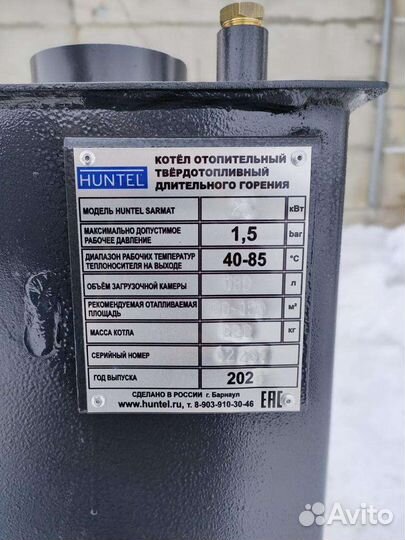 HUNTEL
КОТЁЛ ОТОПИТЕЛЬНЫЙ
ТВЁРДОТОПЛИВНЫЙ
ДЛИТЕЛЬНОГО ГОРЕНИЯ
МОДЕЛЬ HUNTEL SARMAT кВт
МАКСИМАЛЬНО ДОПУСТИМОЕ
РАБОЧЕЕ ДАВЛЕНИЕ 1,5 bar
ДИАПАЗОН РАБОЧИХ ТЕМПЕРАТУР
ТЕПЛОНОСИТЕЛЯ НА ВЫХОДЕ 40-85 °C
ОБЪЁМ ЗАГРУЗОЧНОЙ КАМЕРЫ л
РЕКОМЕНДУЕМАЯ ОТАПЛИВАЕМАЯ
ПЛОЩАДЬ м²
МАССА КОТЛА кг
СЕРИЙНЫЙ НОМЕР
ГОД ВЫПУСКА 202
СДЕЛАНО В РОССИИ г. Барнаул
www.huntel.ru, т. 8-903-910-30-46
EAC
Avito